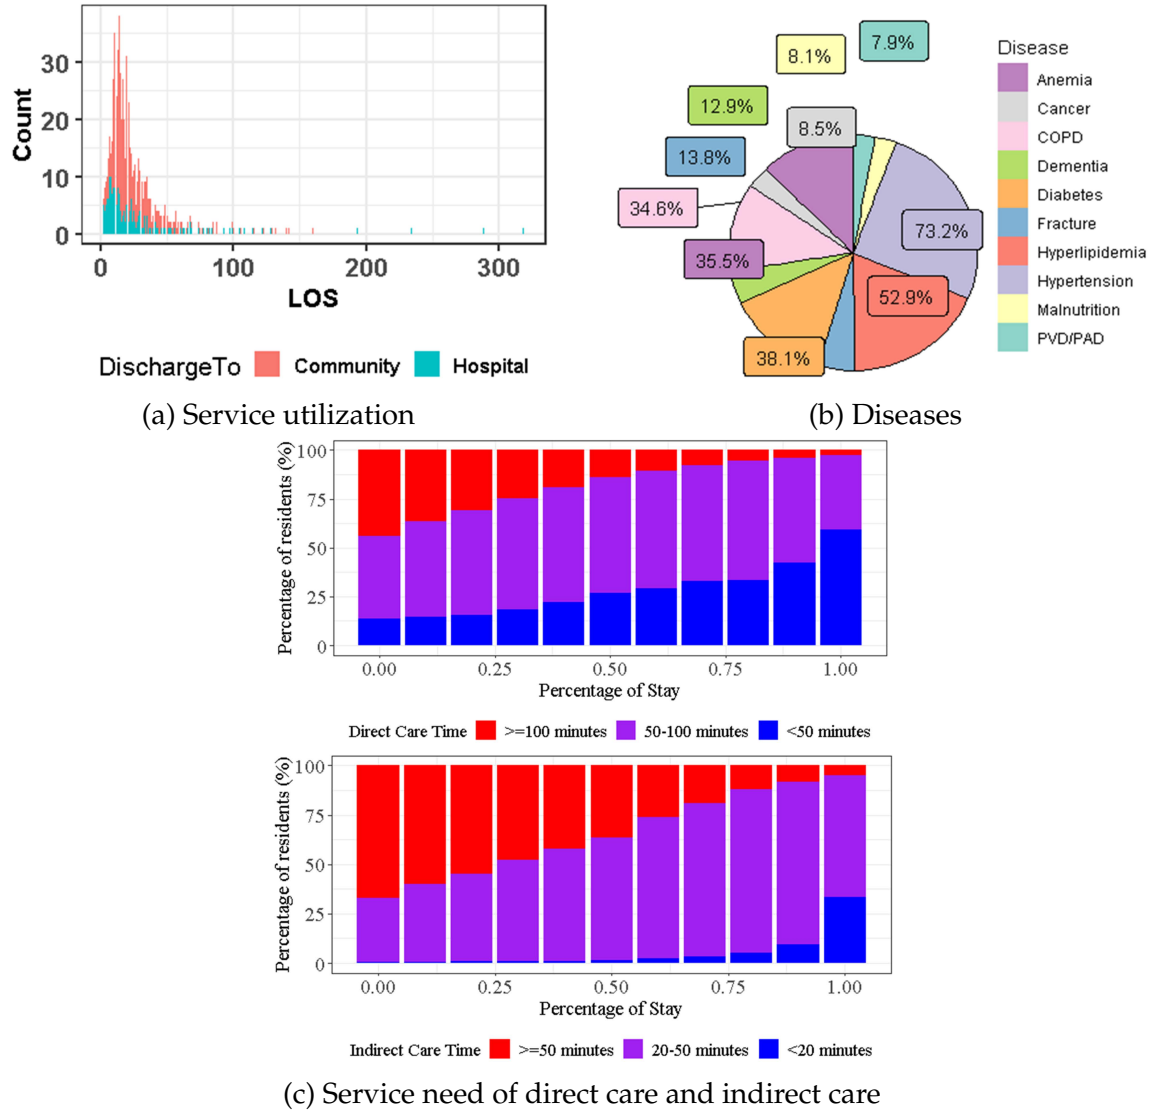 30
20
10
0
Count
0 100 200 300
LOS
DischargeTo Community Hospital
(a) Service utilization
7.9%
8.1%
12.9%
8.5%
13.8%
34.6%
73.2%
35.5%
52.9%
38.1%
Disease
Anemia
Cancer
COPD
Dementia
Diabetes
Fracture
Hyperlipidemia
Hypertension
Malnutrition
PVD/PAD
(b) Diseases
Percentage of residents (%)
100
75
50
25
0
0.00 0.25 0.50 0.75 1.00
Percentage of Stay
Direct Care Time >=100 minutes 50-100 minutes <50 minutes
Percentage of residents (%)
100
75
50
25
0
0.00 0.25 0.50 0.75 1.00
Percentage of Stay
Indirect Care Time >=50 minutes 20-50 minutes <20 minutes
(c) Service need of direct care and indirect care